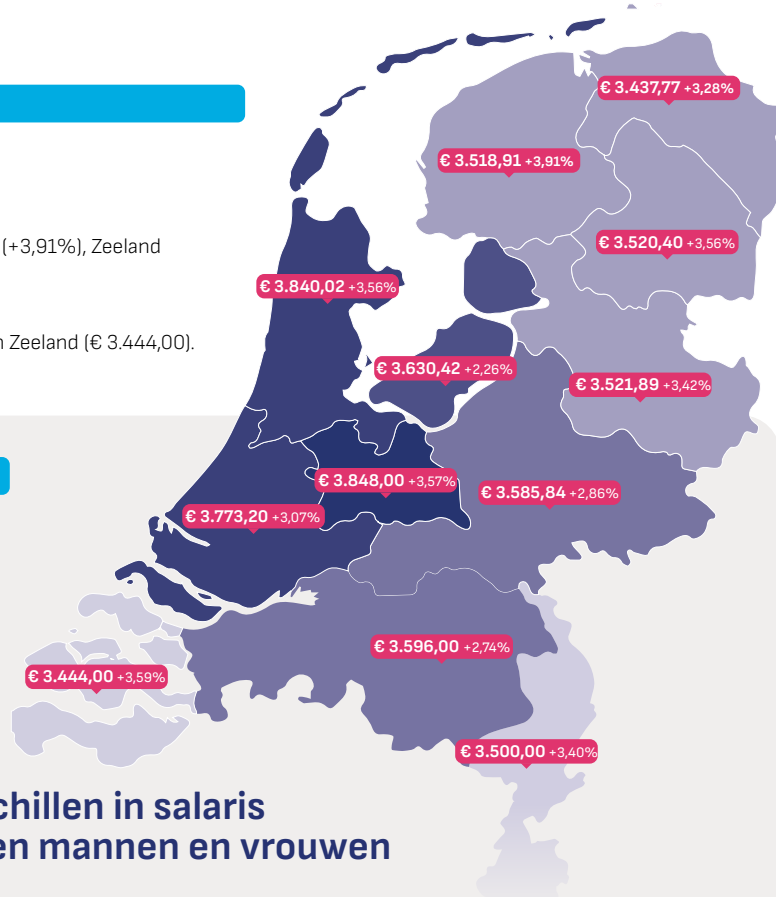 € 3.437,77 +3,28%
€ 3.518,91 +3,91%
(+3,91%), Zeeland
€ 3.520,40 +3,56%
€ 3.840,02 +3,56%
Zeeland (€ 3.444,00).
€ 3.630,42 +2,26%
€ 3.521,89 +3,42%
€ 3.848,00 +3,57%
€ 3.585,84 +2,86%
€ 3.773,20 +3,07%
€ 3.596,00 +2,74%
€ 3.444,00 +3,59%
€ 3.500,00 +3,40%
chillen in salaris
en mannen en vrouwen